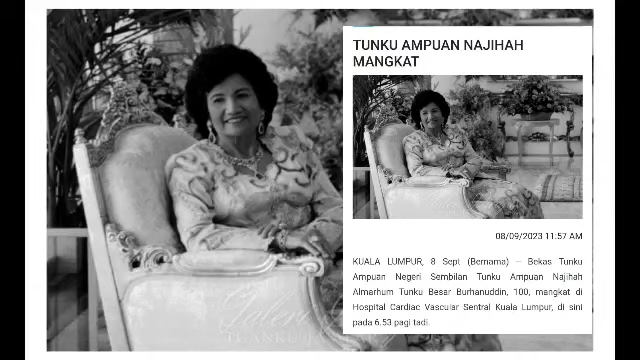 TUNKU AMPUAN NAJIHAH
MANGKAT
08/09/2023 11:57 AM
KUALA LUMPUR, 8 Sept (Bernama) -- Bekas Tunku
Ampuan Negeri Sembilan Tunku Ampuan Najihah
Almarhum Tunku Besar Burhanuddin, 100, mangkat di
Hospital Cardiac Vascular Sentral Kuala Lumpur, di sini
pada 6.53 pagi tadi.